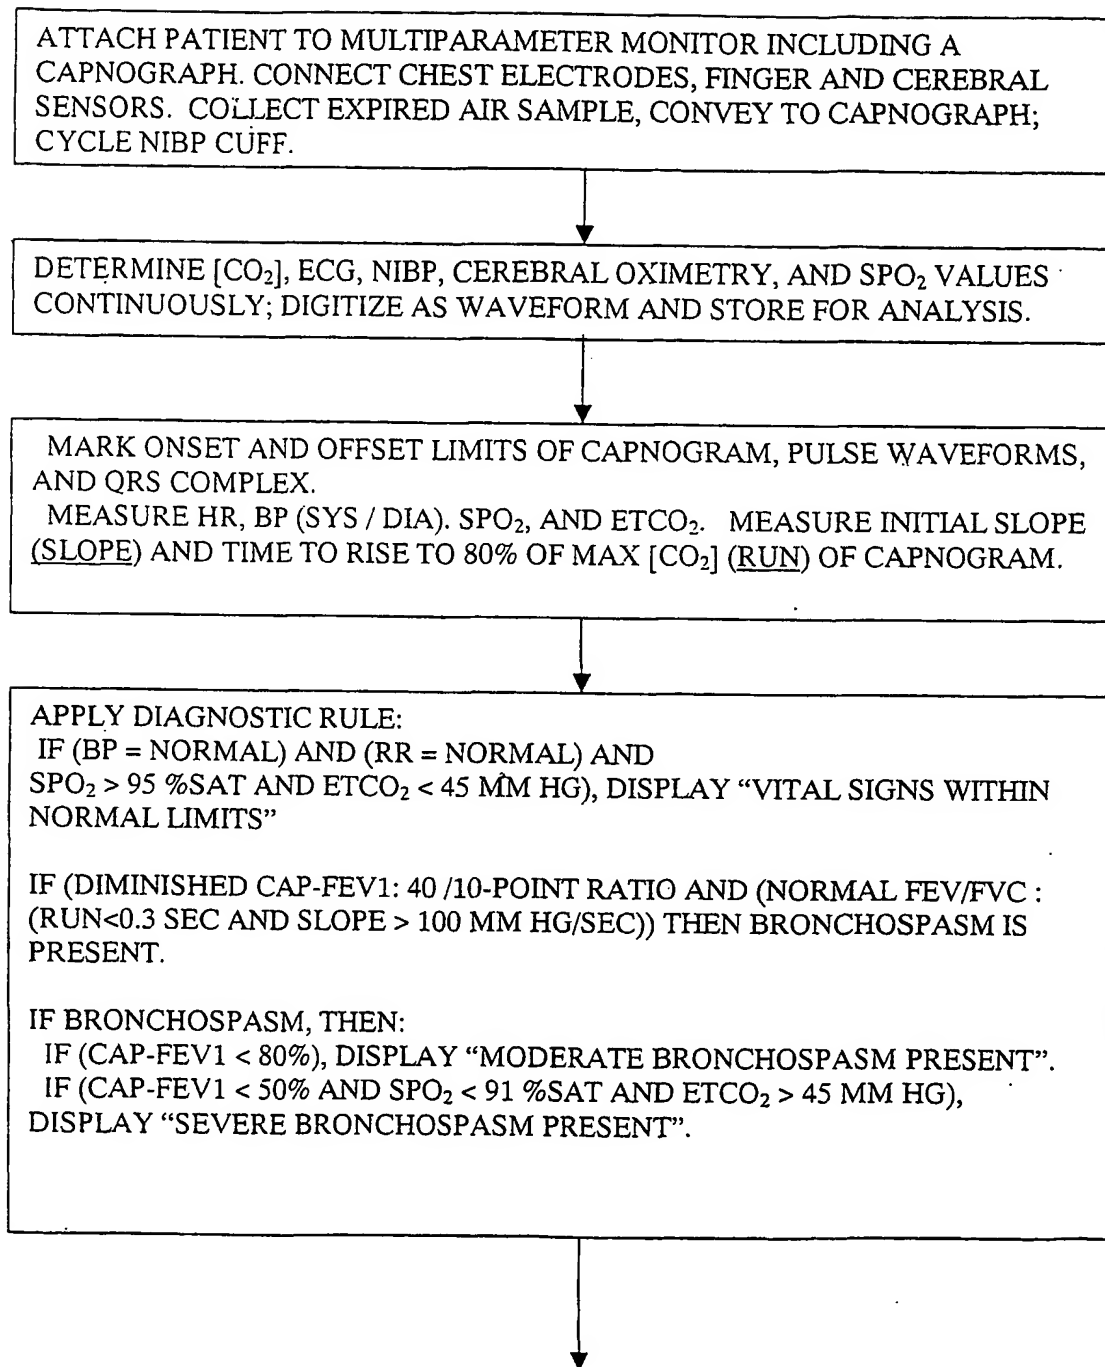 ATTACH PATIENT TO MULTIPARAMETER MONITOR INCLUDING A
CAPNOGRAPH. CONNECT CHEST ELECTRODES, FINGER AND CEREBRAL
SENSORS. COLLECT EXPIRED AIR SAMPLE, CONVEY TO CAPNOGRAPH;
CYCLE NIBP CUFF.
DETERMINE [CO₂], ECG, NIBP, CEREBRAL OXIMETRY, AND SPO₂ VALUES
CONTINUOUSLY; DIGITIZE AS WAVEFORM AND STORE FOR ANALYSIS.
MARK ONSET AND OFFSET LIMITS OF CAPNOGRAM, PULSE WAVEFORMS,
AND QRS COMPLEX.
MEASURE HR, BP (SYS / DIA). SPO₂, AND ETCO₂. MEASURE INITIAL SLOPE
(SLOPE) AND TIME TO RISE TO 80% OF MAX [CO₂] (RUN) OF CAPNOGRAM.
APPLY DIAGNOSTIC RULE:
IF (BP = NORMAL) AND (RR = NORMAL) AND
SPO₂ > 95 %SAT AND ETCO₂ < 45 MM HG), DISPLAY “VITAL SIGNS WITHIN
NORMAL LIMITS”
IF (DIMINISHED CAP-FEV1: 40 /10-POINT RATIO AND (NORMAL FEV/FVC :
(RUN<0.3 SEC AND SLOPE > 100 MM HG/SEC)) THEN BRONCHOSPASM IS
PRESENT.
IF BRONCHOSPASM, THEN:
IF (CAP-FEV1 < 80%), DISPLAY “MODERATE BRONCHOSPASM PRESENT”.
IF (CAP-FEV1 < 50% AND SPO₂ < 91 %SAT AND ETCO₂ > 45 MM HG),
DISPLAY “SEVERE BRONCHOSPASM PRESENT”.